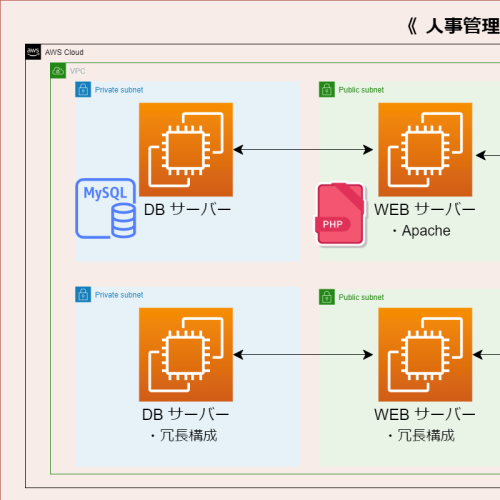 《 人事管理
aws
AWS Cloud
VPC
Private subnet
Public subnet
MySQL
DB サーバー
PHP
WEB サーバー
・Apache
Private subnet
Public subnet
DB サーバー
・冗長構成
WEB サーバー
・冗長構成